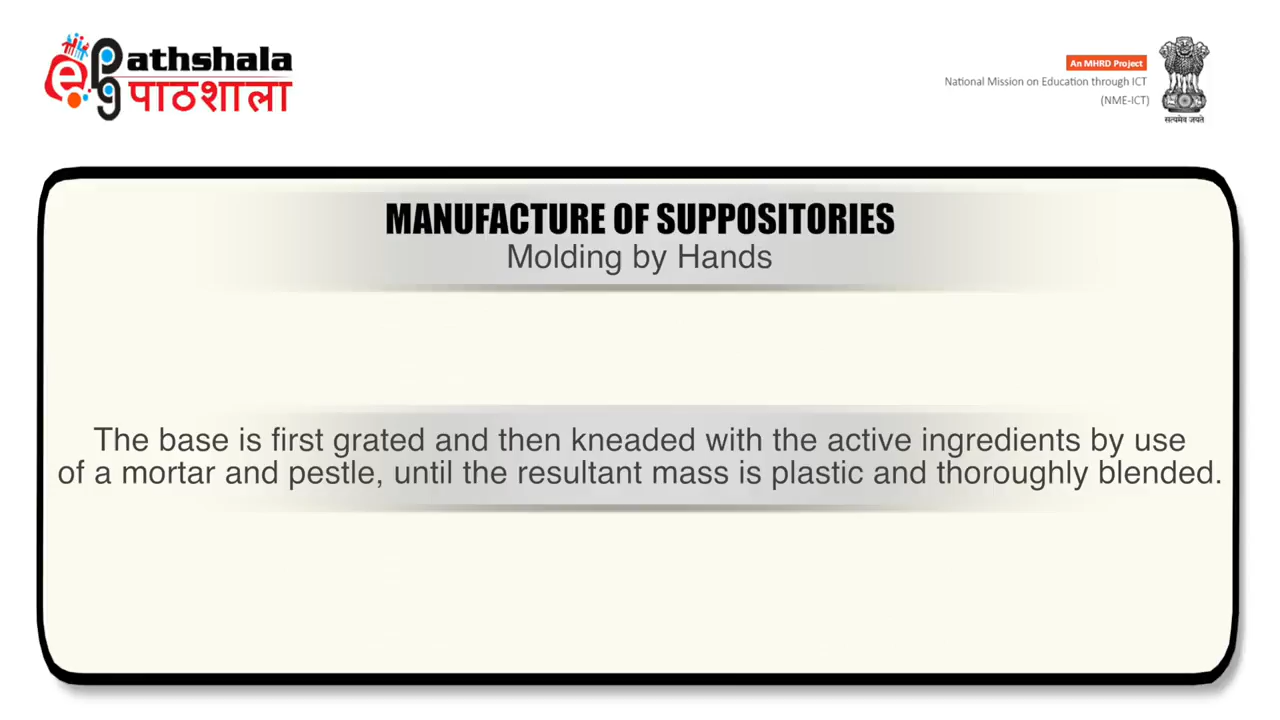 e pg Pathshala
पाठशाला
An MHRD Project
National Mission on Education through ICT
(NME-ICT)
सत्यमेव जयते
MANUFACTURE OF SUPPOSITORIES
Molding by Hands
The base is first grated and then kneaded with the active ingredients by use
of a mortar and pestle, until the resultant mass is plastic and thoroughly blended.